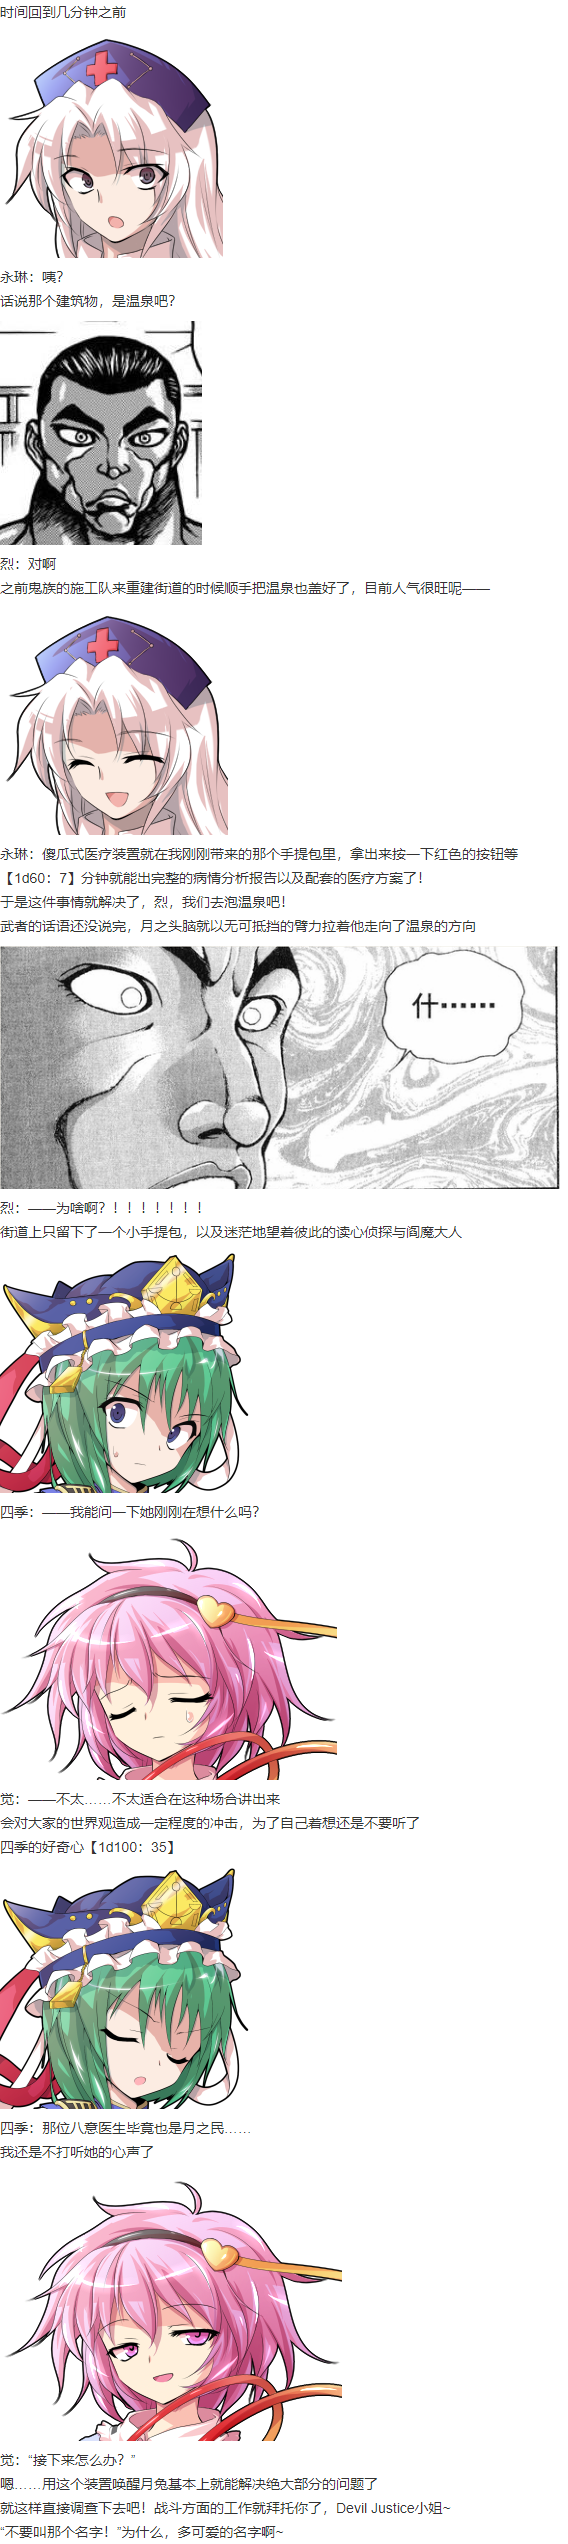 时间回到几分钟之前
永琳：咦？
话说那个建筑物，是温泉吧？
烈：对啊
之前鬼族的施工队来重建街道的时候顺手把温泉也盖好了，目前人气很旺呢——
永琳：傻瓜式医疗装置就在我刚刚带来的那个手提包里，拿出来按一下红色的按钮等
【1d60：7】分钟就能出完整的病情分析报告以及配套的医疗方案了！
于是这件事情就解决了，烈，我们去泡温泉吧！
武者的话语还没说完，月之头脑就以无可抵挡的臂力拉着他走向了温泉的方向
什……
烈：——为啥啊？！！！！！！！
街道上只留下了一个小手提包，以及迷茫地望着彼此的读心侦探与阎魔大人
四季：——我能问一下她刚刚在想什么吗？
觉：——不太……不太适合在这种场合讲出来
会对大家的世界观造成一定程度的冲击，为了自己着想还是不要听了
四季的好奇心【1d100：35】
四季：那位八意医生毕竟也是月之民……
我还是不打听她的心声了
觉：“接下来怎么办？”
嗯……用这个装置唤醒月兔基本上就能解决绝大部分的问题了
就这样直接调查下去吧！战斗方面的工作就拜托你了，Devil Justice小姐~
“不要叫那个名字！”为什么，多可爱的名字啊~